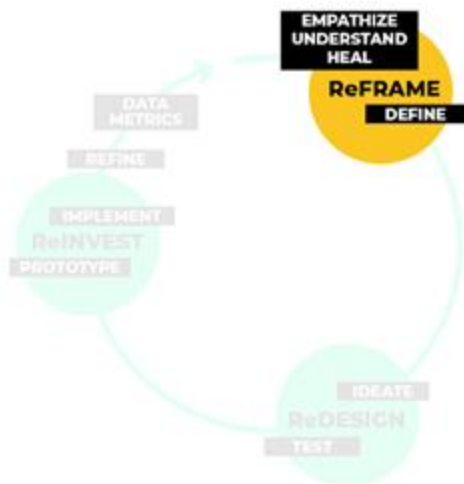 EMPATHIZE
UNDERSTAND
HEAL
ReFRAME
DEFINE
DATA
METRICS
REFINE
IMPLEMENT
ReINVEST
PROTOTYPE
IDEATE
ReDESIGN
TEST